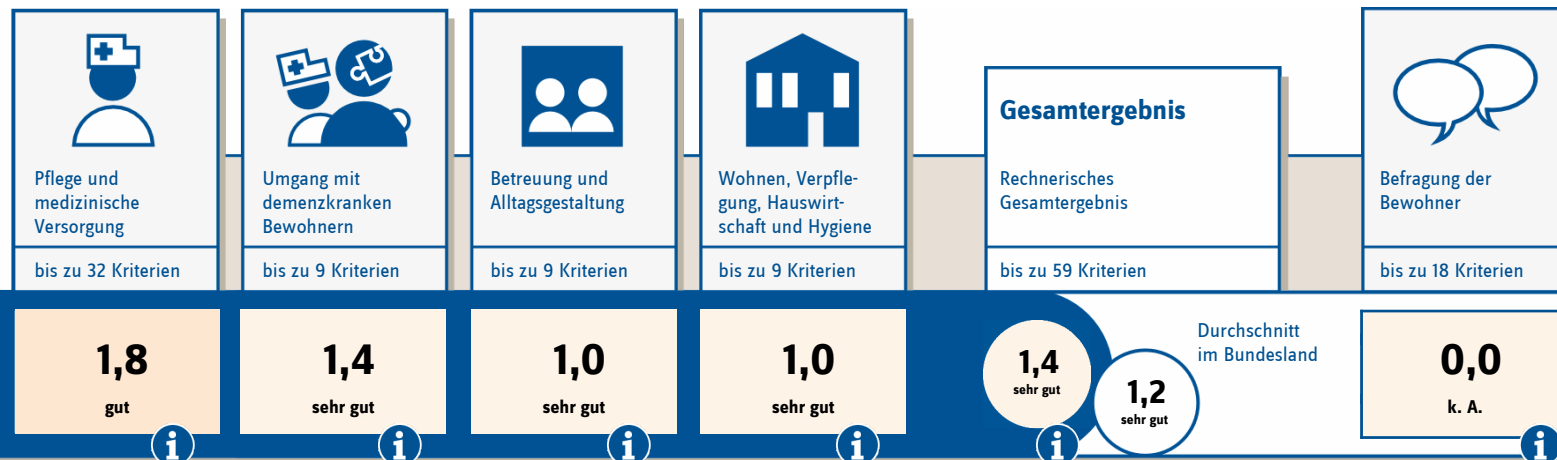 Pflege und
medizinische
Versorgung
bis zu 32 Kriterien
1,8
gut
i
Umgang mit
demenzkranken
Bewohnern
bis zu 9 Kriterien
1,4
sehr gut
i
Betreuung und
Alltagsgestaltung
bis zu 9 Kriterien
1,0
sehr gut
i
Wohnen, Verpfle-
gung, Hauswirt-
schaft und Hygiene
bis zu 9 Kriterien
1,0
sehr gut
i
Gesamtergebnis
Rechnerisches
Gesamtergebnis
bis zu 59 Kriterien
1,4
sehr gut
i
Durchschnitt
im Bundesland
1,2
sehr gut
Befragung der
Bewohner
bis zu 18 Kriterien
0,0
k. A.
i